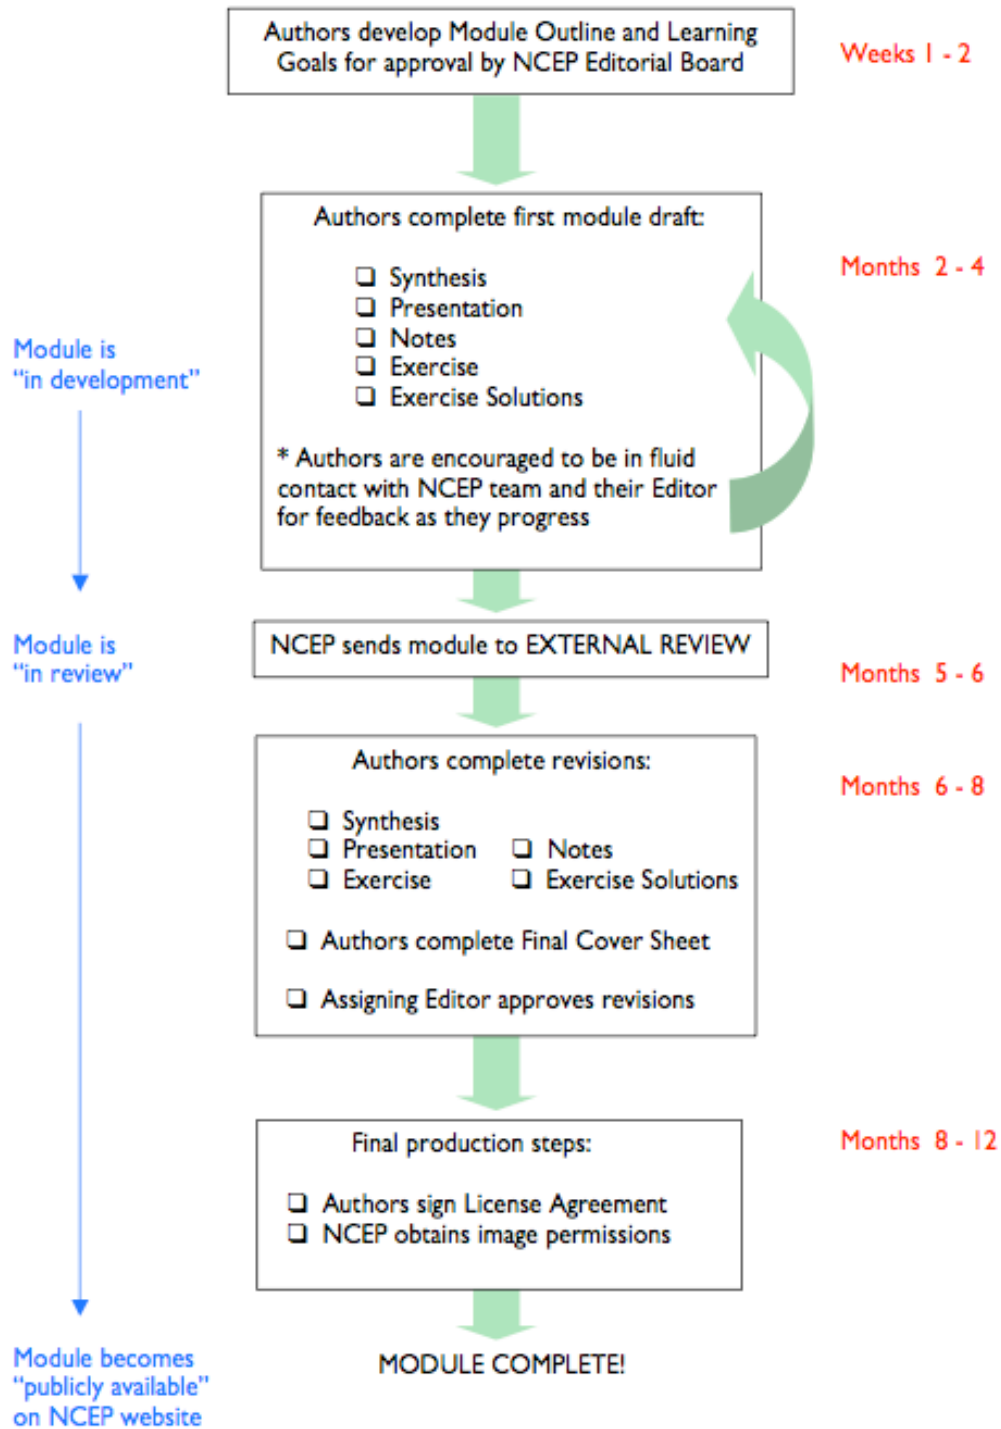 Authors develop Module Outline and Learning
Goals for approval by NCEP Editorial Board
Weeks 1 - 2
Authors complete first module draft:
Months 2 - 4
❑ Synthesis
❑ Presentation
❑ Notes
❑ Exercise
❑ Exercise Solutions
Module is
“in development”
* Authors are encouraged to be in fluid
contact with NCEP team and their Editor
for feedback as they progress
NCEP sends module to EXTERNAL REVIEW
Module is
“in review”
Months 5 - 6
Authors complete revisions:
Months 6 - 8
❑ Synthesis
❑ Presentation ❑ Notes
❑ Exercise ❑ Exercise Solutions
❑ Authors complete Final Cover Sheet
❑ Assigning Editor approves revisions
Final production steps:
Months 8 - 12
❑ Authors sign License Agreement
❑ NCEP obtains image permissions
MODULE COMPLETE!
Module becomes
“publicly available”
on NCEP website